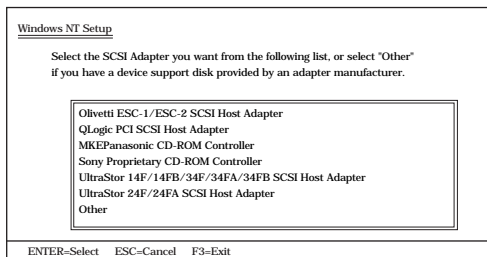 Windows NT Setup
Select the SCSI Adapter you want from the following list, or select "Other"
if you have a device support disk provided by an adapter manufacturer.
Olivetti ESC-1/ESC-2 SCSI Host Adapter
QLogic PCI SCSI Host Adapter
MKEPanasonic CD-ROM Controller
Sony Proprietary CD-ROM Controller
UltraStor 14F/14FB/34F/34FA/34FB SCSI Host Adapter
UltraStor 24F/24FA SCSI Host Adapter
Other
ENTER=Select ESC=Cancel F3=Exit